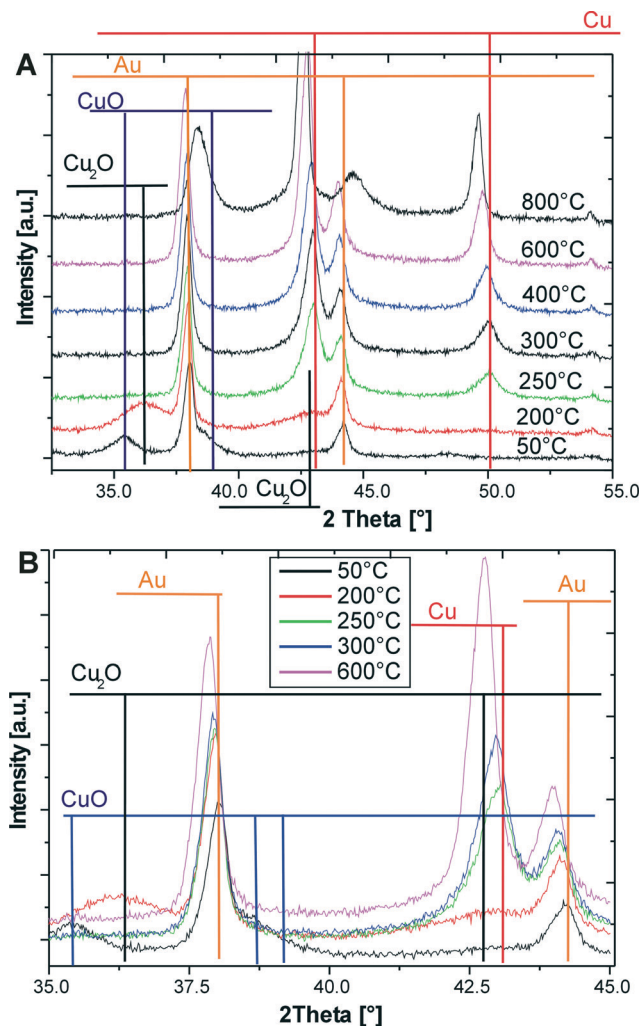 Cu
A
Au
CuO
Cu2O
800°C
600°C
400°C
300°C
250°C
200°C
50°C
Intensity [a.u.]
35.0 40.0 45.0 50.0 55.0
Cu2O
2 Theta [°]
B
Au
50°C
200°C
250°C
300°C
600°C
Au
Cu
Cu2O
CuO
Intensity [a.u.]
35.0 37.5 40.0 42.5 45.0
2Theta [°]